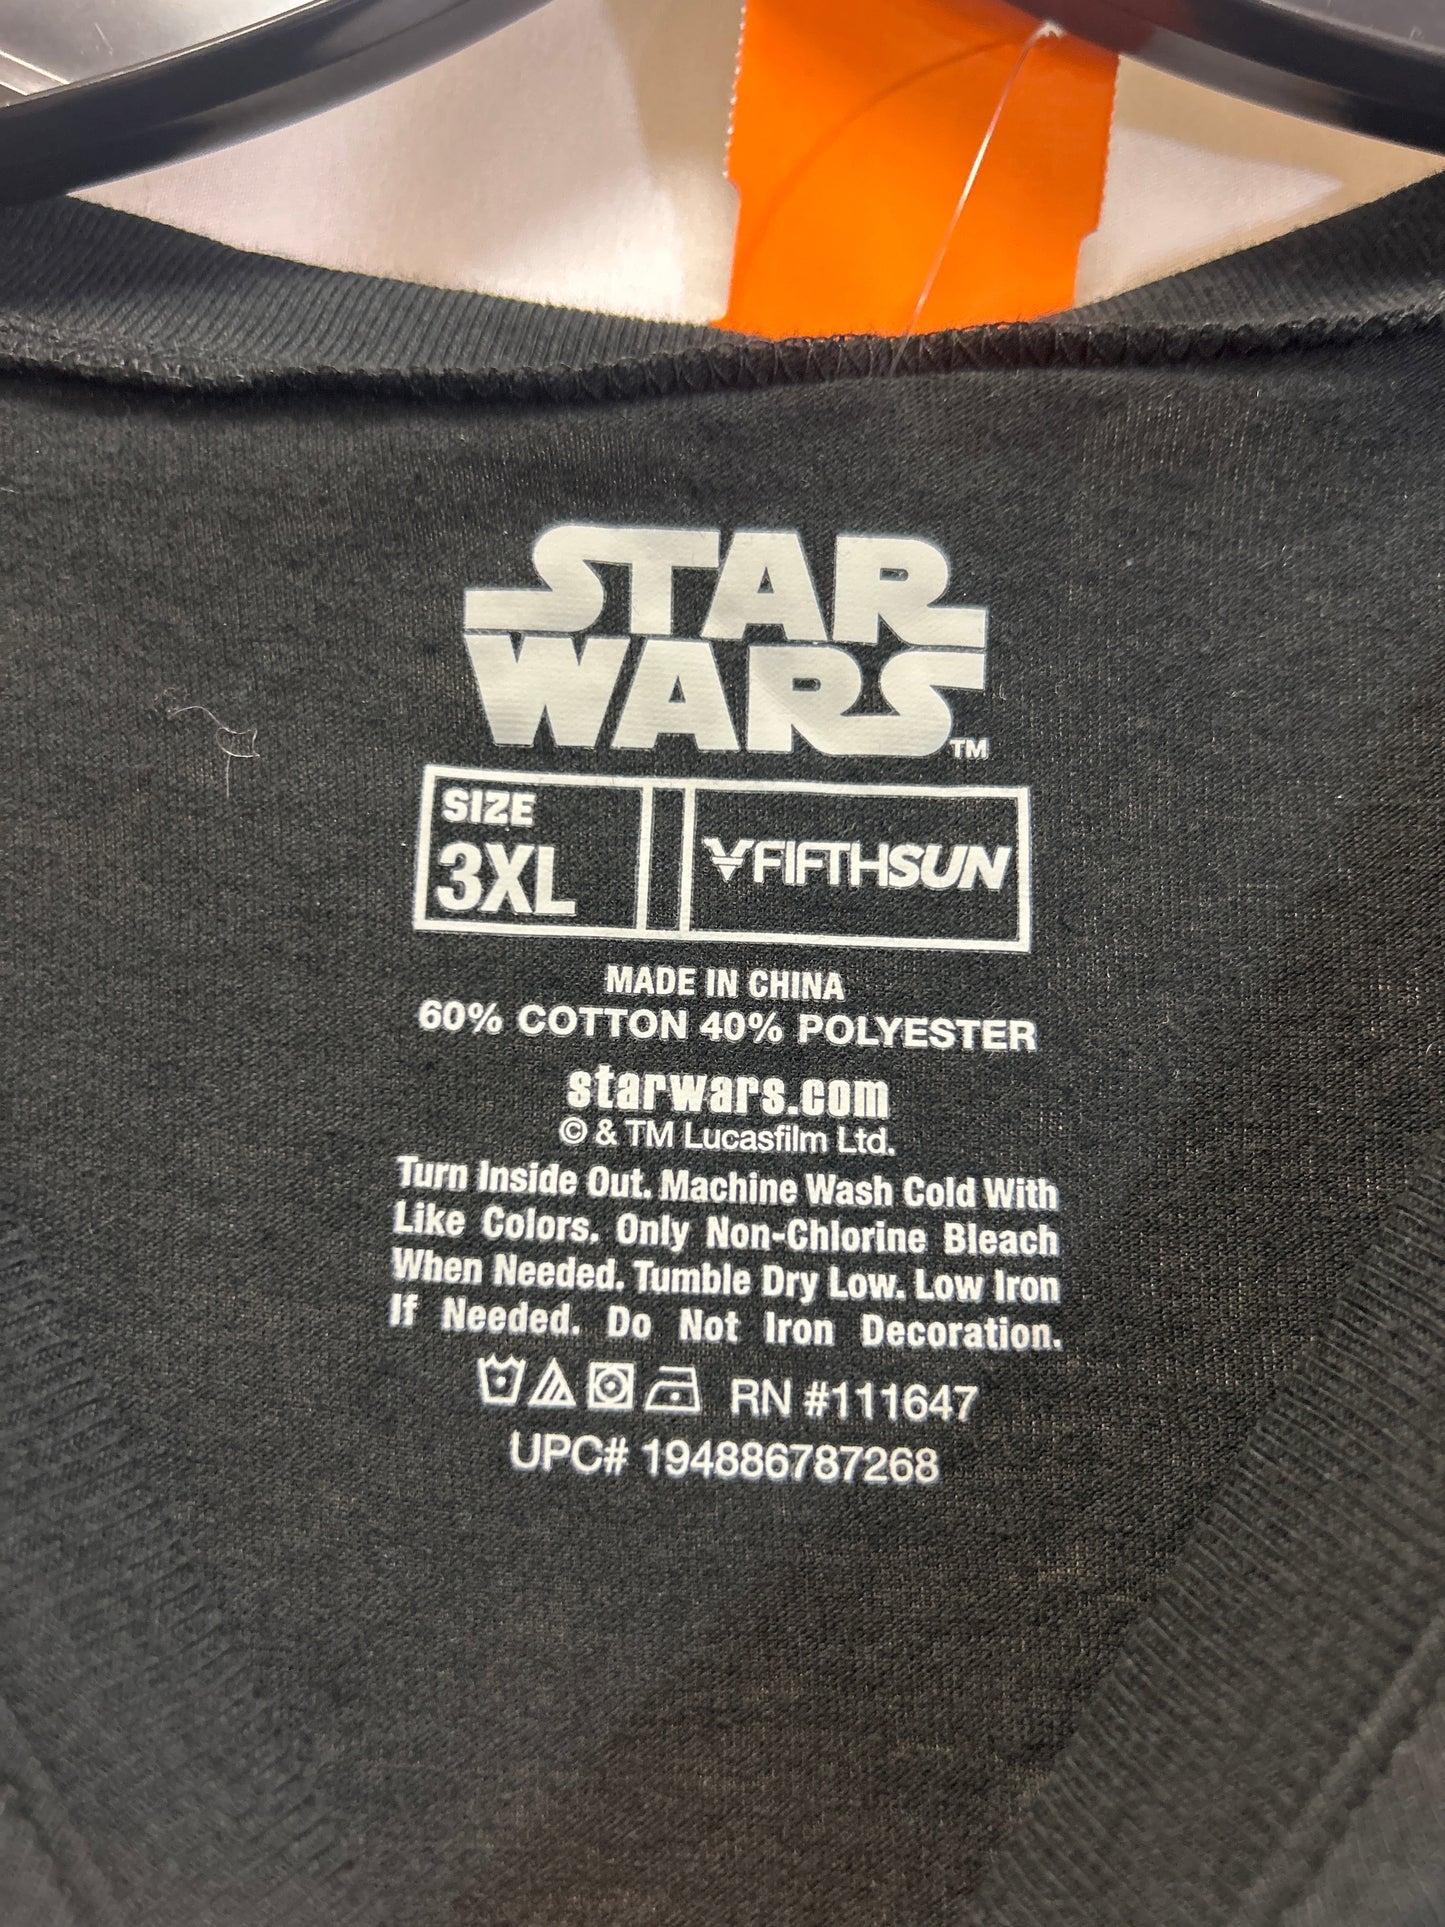 STAR
WARS™
SIZE
3XL
FIFTHSUN
MADE IN CHINA
60% COTTON 40% POLYESTER
starwars.com
© & TM Lucasfilm Ltd.
Turn Inside Out. Machine Wash Cold With
Like Colors. Only Non-Chlorine Bleach
When Needed. Tumble Dry Low. Low Iron
If Needed. Do Not Iron Decoration.
RN #111647
UPC# 194886787268